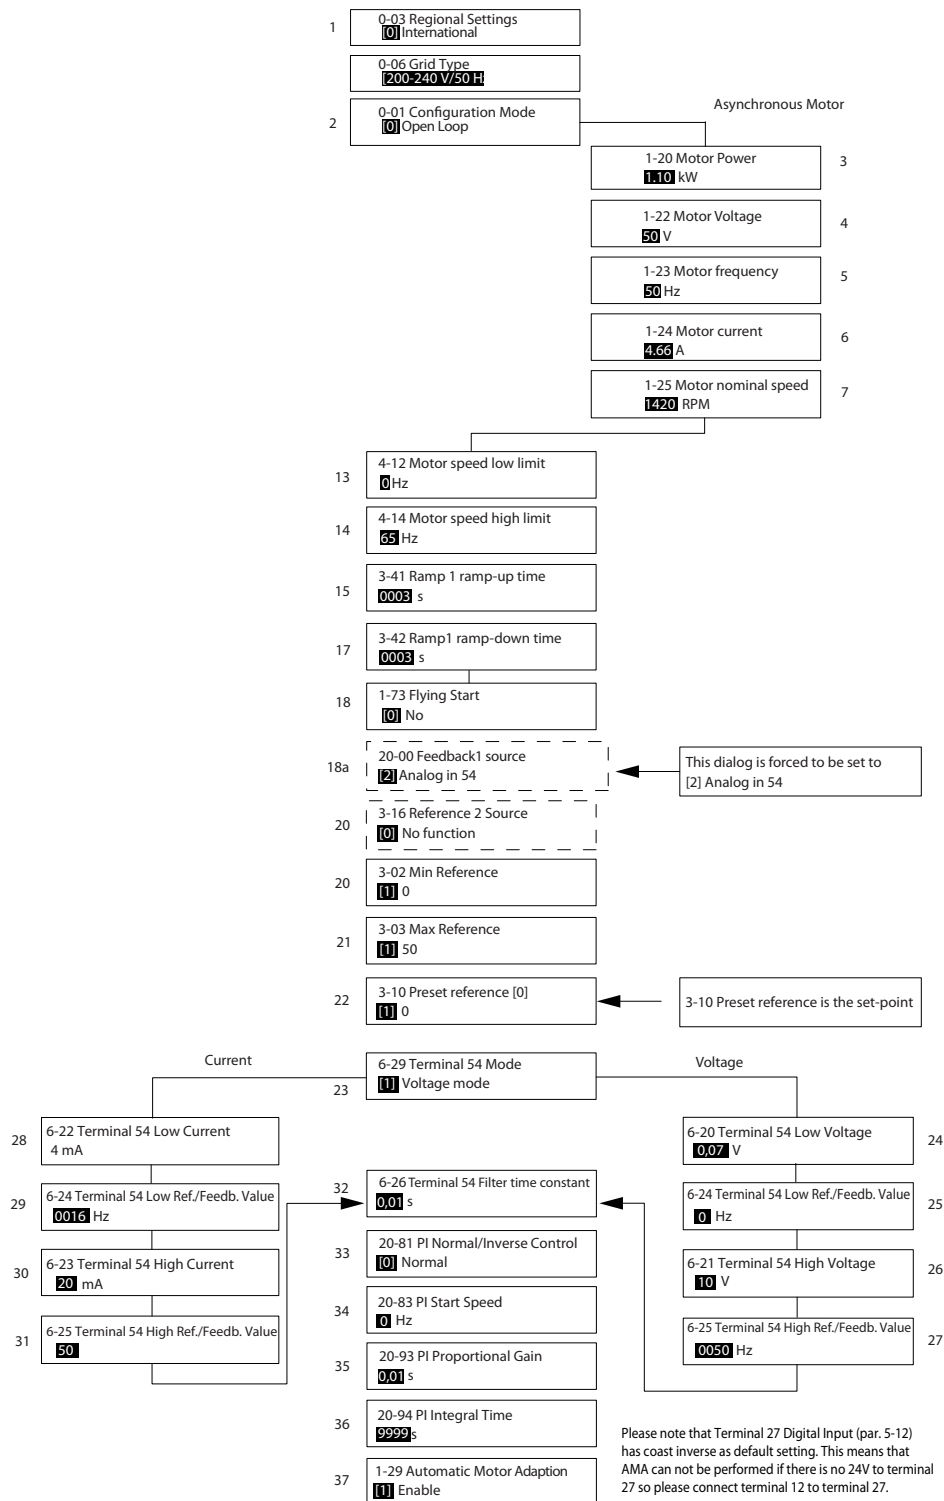 1
0-03 Regional Settings
[0] International
0-06 Grid Type
[200-240 V/50 H
2
0-01 Configuration Mode
[0] Open Loop
Asynchronous Motor
1-20 Motor Power
1.10 kW
3
1-22 Motor Voltage
50 V
4
1-23 Motor frequency
50 Hz
5
1-24 Motor current
4.66 A
6
1-25 Motor nominal speed
1420 RPM
7
13
4-12 Motor speed low limit
0 Hz
14
4-14 Motor speed high limit
65 Hz
15
3-41 Ramp 1 ramp-up time
0003 s
17
3-42 Ramp1 ramp-down time
0003 s
18
1-73 Flying Start
[0] No
18a
20-00 Feedback1 source
[2] Analog in 54
This dialog is forced to be set to
[2] Analog in 54
20
3-16 Reference 2 Source
[0] No function
20
3-02 Min Reference
[1] 0
21
3-03 Max Reference
[1] 50
22
3-10 Preset reference [0]
[1] 0
3-10 Preset reference is the set-point
Current
23
6-29 Terminal 54 Mode
[1] Voltage mode
Voltage
28
6-22 Terminal 54 Low Current
4 mA
29
6-24 Terminal 54 Low Ref./Feedb. Value
0016 Hz
30
6-23 Terminal 54 High Current
20 mA
31
6-25 Terminal 54 High Ref./Feedb. Value
50
6-20 Terminal 54 Low Voltage
0,07 V
24
6-24 Terminal 54 Low Ref./Feedb. Value
0 Hz
25
6-21 Terminal 54 High Voltage
10 V
26
6-25 Terminal 54 High Ref./Feedb. Value
0050 Hz
27
32
6-26 Terminal 54 Filter time constant
0,01 s
33
20-81 PI Normal/Inverse Control
[0] Normal
34
20-83 PI Start Speed
0 Hz
35
20-93 PI Proportional Gain
0,01 s
36
20-94 PI Integral Time
9999 s
37
1-29 Automatic Motor Adaption
[1] Enable
Please note that Terminal 27 Digital Input (par. 5-12)
has coast inverse as default setting. This means that
AMA can not be performed if there is no 24V to terminal
27 so please connect terminal 12 to terminal 27.